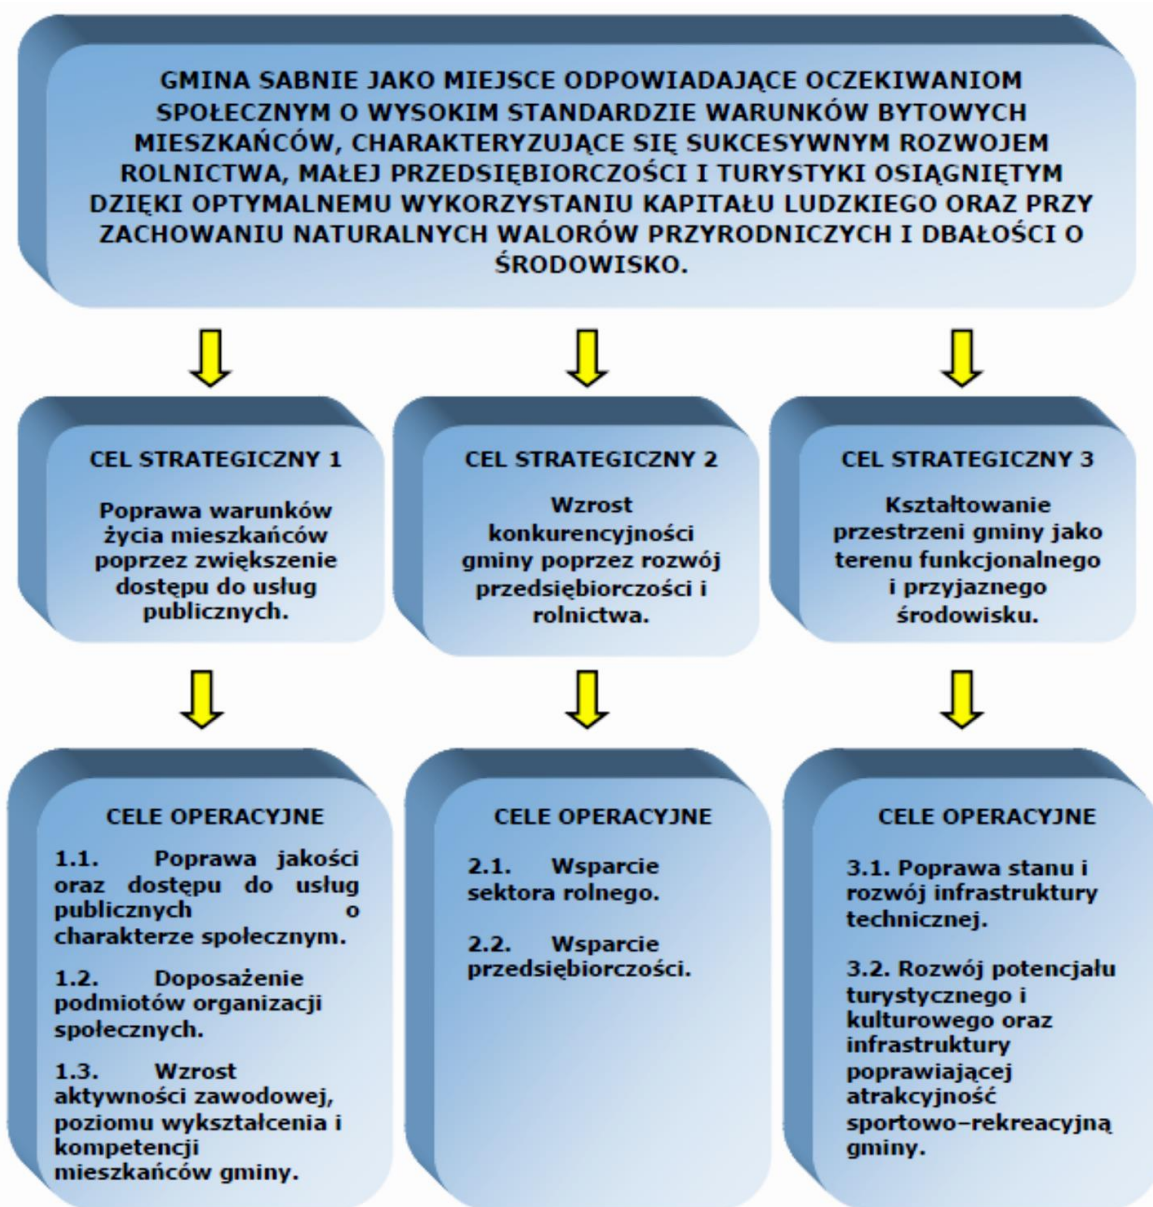 GMINA SABNIE JAKO MIEJSCE ODPOWIADAJĄCE OCZEKIWANIOM
SPOŁECZNYM O WYSOKIM STANDARDZIE WARUNKÓW BYTOWYCH
MIESZKAŃCÓW, CHARAKTERYZUJĄCE SIĘ SUKCESYWNYM ROZWOJEM
ROLNICTWA, MAŁEJ PRZEDSIĘBIORCZOŚCI I TURYSTYKI OSIĄGNIĘTYM
DZIĘKI OPTYMALNEMU WYKORZYSTANIU KAPITAŁU LUDZKIEGO ORAZ PRZY
ZACHOWANIU NATURALNYCH WALORÓW PRZYRODNICZYCH I DBAŁOŚCI O
ŚRODOWISKO.
CEL STRATEGICZNY 1
Poprawa warunków
życia mieszkańców
poprzez zwiększenie
dostępu do usług
publicznych.
CEL STRATEGICZNY 2
Wzrost
konkurencyjności
gminy poprzez rozwój
przedsiębiorczości i
rolnictwa.
CEL STRATEGICZNY 3
Kształtowanie
przestrzeni gminy jako
terenu funkcjonalnego
i przyjaznego
środowisku.
CELE OPERACYJNE
1.1. Poprawa jakości
oraz dostępu do usług
publicznych o
charakterze społecznym.
1.2. Doposażenie
podmiotów organizacji
społecznych.
1.3. Wzrost
aktywności zawodowej,
poziomu wykształcenia i
kompetencji
mieszkańców gminy.
CELE OPERACYJNE
2.1. Wsparcie
sektora rolnego.
2.2. Wsparcie
przedsiębiorczości.
CELE OPERACYJNE
3.1. Poprawa stanu i
rozwój infrastruktury
technicznej.
3.2. Rozwój potencjału
turystycznego i
kulturowego oraz
infrastruktury
poprawiającej
atrakcyjność
sportowo–rekreacyjną
gminy.